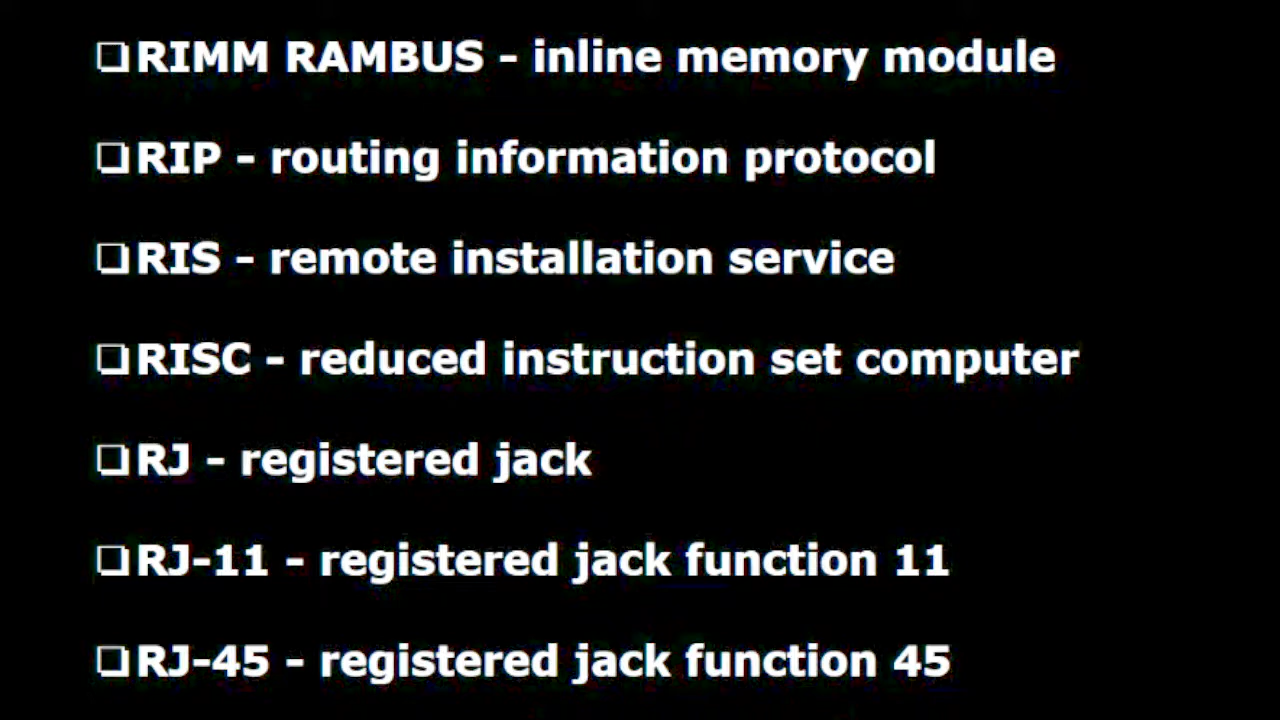 ❑RIMM RAMBUS - inline memory module
❑RIP - routing information protocol
❑RIS - remote installation service
❑RISC - reduced instruction set computer
❑RJ - registered jack
❑RJ-11 - registered jack function 11
❑RJ-45 - registered jack function 45